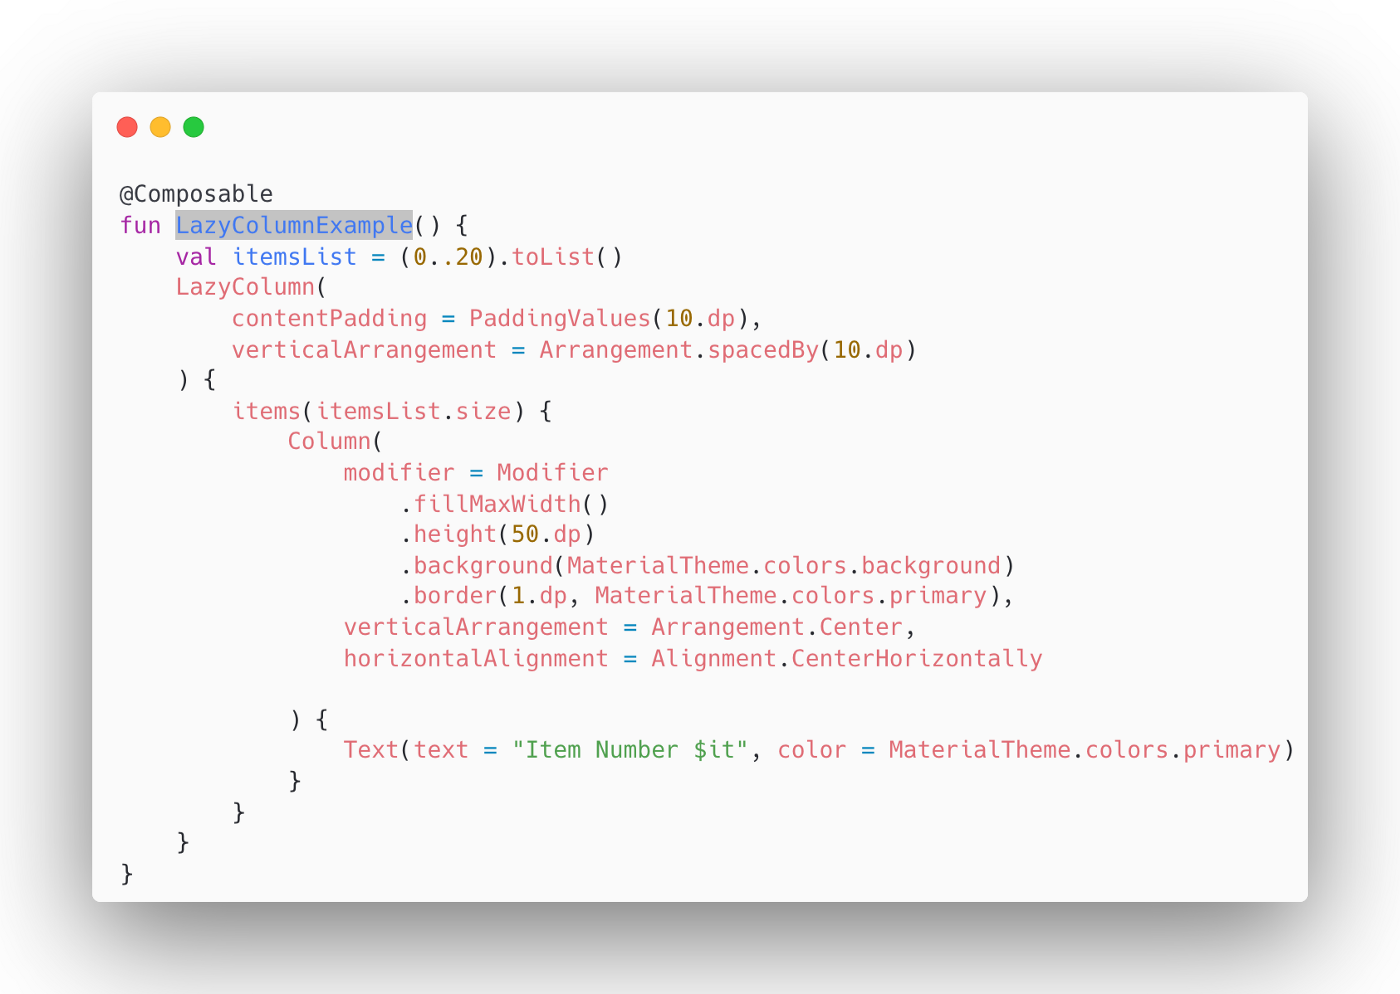 @Composable
fun LazyColumnExample() {
    val itemsList = (0..20).toList()
    LazyColumn(
        contentPadding = PaddingValues(10.dp),
        verticalArrangement = Arrangement.spacedBy(10.dp)
    ) {
        items(itemsList.size) {
            Column(
                modifier = Modifier
                    .fillMaxWidth()
                    .height(50.dp)
                    .background(MaterialTheme.colors.background)
                    .border(1.dp, MaterialTheme.colors.primary),
                verticalArrangement = Arrangement.Center,
                horizontalAlignment = Alignment.CenterHorizontally

            ) {
                Text(text = "Item Number $it", color = MaterialTheme.colors.primary)
            }
        }
    }
}